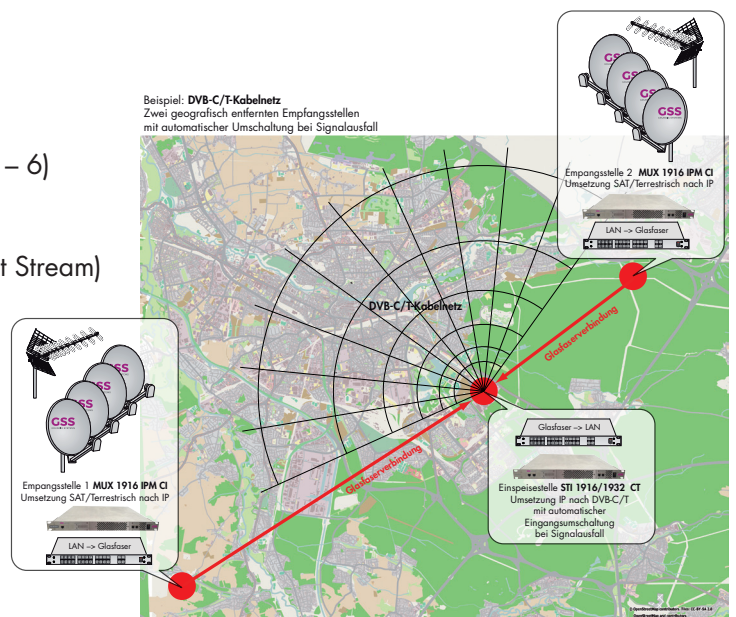 Beispiel: DVB-C/T-Kabelnetz
Zwei geografisch entfernten Empfangsstellen
mit automatischer Umschaltung bei Signalausfall
– 6)
t Stream)
GSS
GSS
GSS
GSS
Empangsstelle 2 MUX 1916 IPM CI
Umsetzung SAT/Terrestrisch nach IP
LAN –> Glasfaser
DVB-C/T-Kabelnetz
Glasfaserverbindung
Glasfaserverbindung
GSS
GSS
GSS
GSS
Empangsstelle 1 MUX 1916 IPM CI
Umsetzung SAT/Terrestrisch nach IP
LAN –> Glasfaser
Glasfaser –> LAN
Einspeisestelle STI 1916/1932 CT
Umsetzung IP nach DVB-C/T
mit automatischer
Eingangsumschaltung
bei Signalausfall